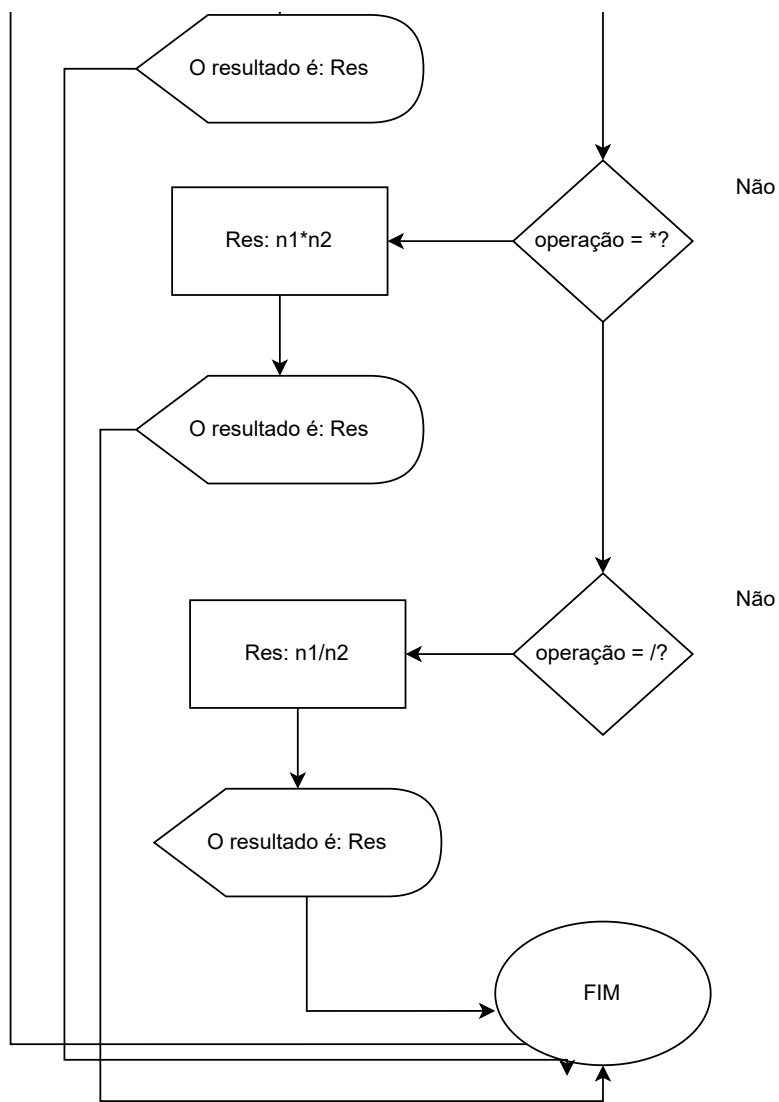 O resultado é: Res
Não
Res: n1*n2
operação = *?
O resultado é: Res
Não
Res: n1/n2
operação = /?
O resultado é: Res
FIM